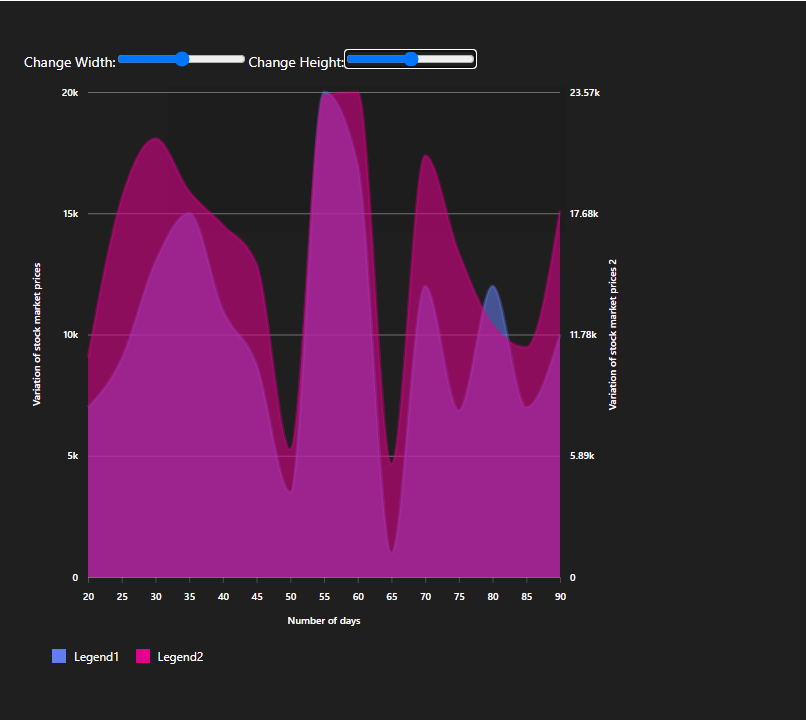 Change Width: Change Height:
20k 23.57k
15k 17.68k
Variation of stock market prices
Variation of stock market prices 2
10k 11.78k
5k 5.89k
0 0
20 25 30 35 40 45 50 55 60 65 70 75 80 85 90
Number of days
Legend1 Legend2